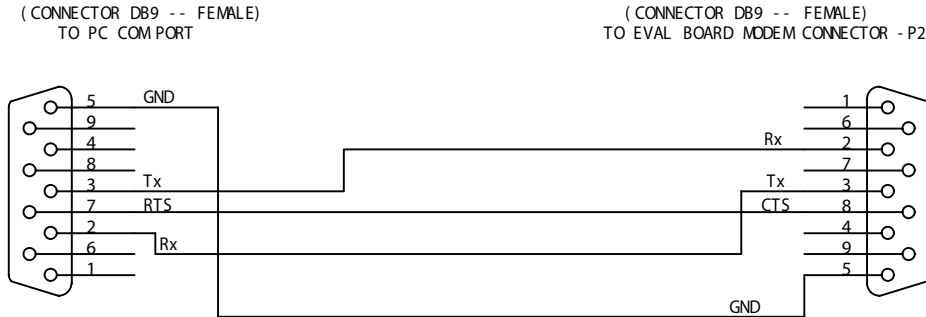 (CONNECTOR DB9 -- FEMALE)
TO PC COM PORT
(CONNECTOR DB9 -- FEMALE)
TO EVAL BOARD MODEM CONNECTOR - P2
5 GND
9
4
8
3 Tx
7 RTS
2
Rx
6
1
1
6
Rx 2
7
Tx 3
CTS 8
4
9
5
GND